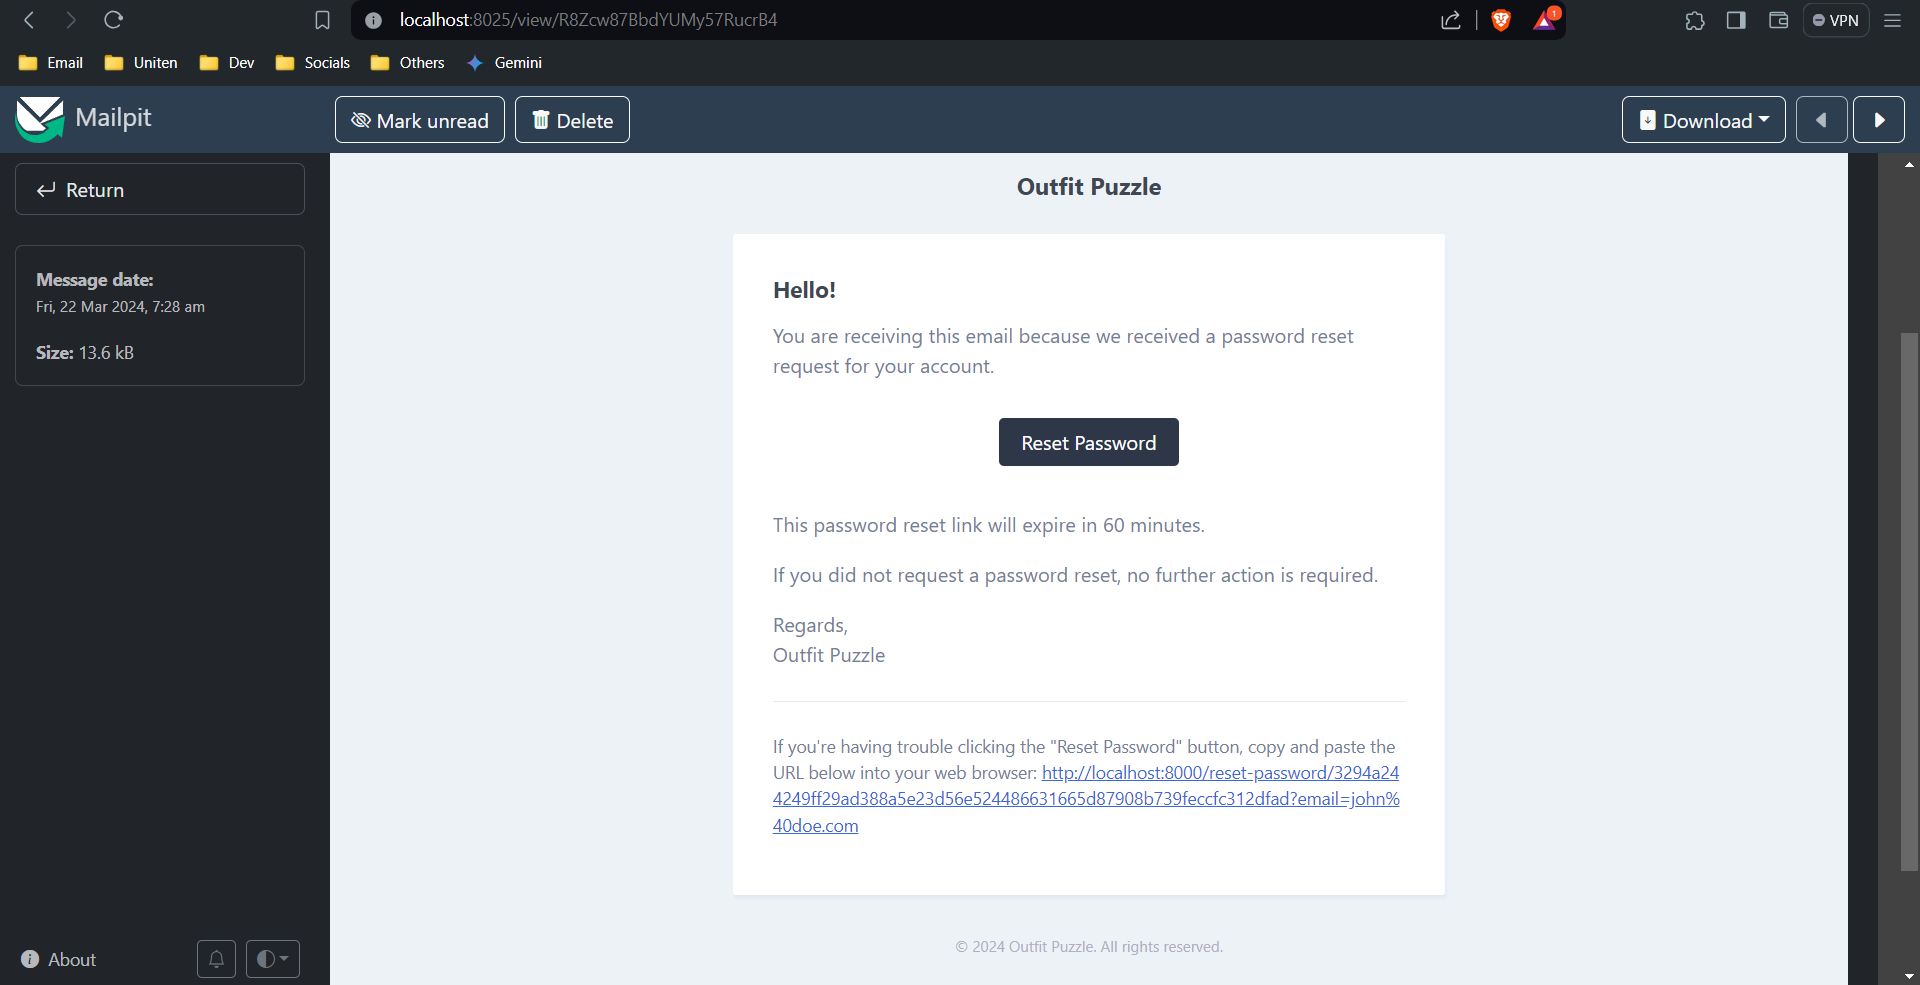 localhost:8025/view/R8Zcw87BbdYUMy57RucrB4
1
VPN
Email
Uniten
Dev
Socials
Others
Gemini
Mailpit
Mark unread
Delete
Download
Return
Message date:
Fri, 22 Mar 2024, 7:28 am
Size: 13.6 kB
Outfit Puzzle
Hello!
You are receiving this email because we received a password reset
request for your account.
Reset Password
This password reset link will expire in 60 minutes.
If you did not request a password reset, no further action is required.
Regards,
Outfit Puzzle
If you're having trouble clicking the "Reset Password" button, copy and paste the
URL below into your web browser: http://localhost:8000/reset-password/3294a24
4249ff29ad388a5e23d56e524486631665d87908b739feccfc312dfad?email=john%
40doe.com
© 2024 Outfit Puzzle. All rights reserved.
About